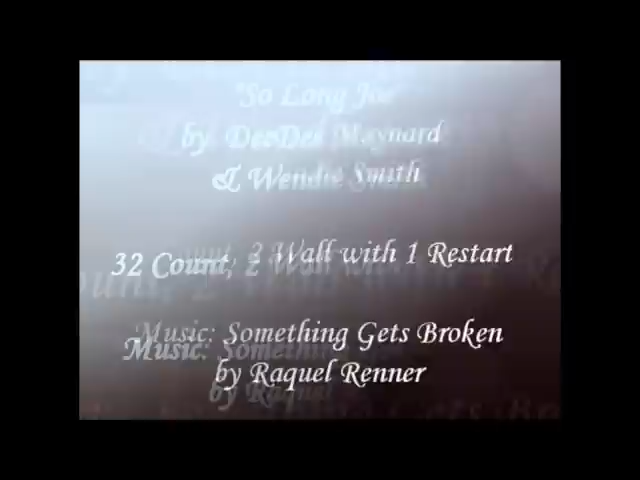 "So Long Joe"
by DeeDee Maynard
& Wendie Smith
32 Count, 2 Wall with 1 Restart
Music: Something Gets Broken
by Raquel Renner